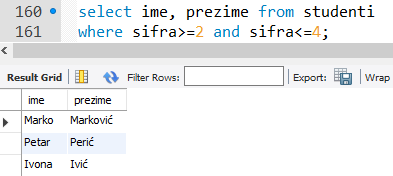 160 select ime, prezime from studenti
161 where sifra>=2 and sifra<=4;
Result Grid Filter Rows: Export: Wrap
ime prezime
Marko Marković
Petar Perić
Ivona Ivić